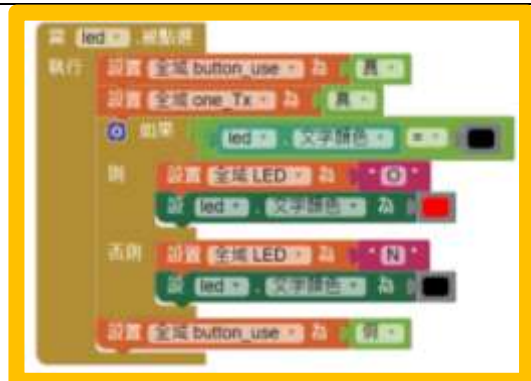 當 led .被點選
執行 設置 全域 button_use 為 真
設置 全域 one_Tx 為 真
如果 led . 文字顏色 =
則 設置 全域 LED 為 " O "
設 led . 文字顏色 為
否則 設置 全域 LED 為 " N "
設 led . 文字顏色 為
設置 全域 button_use 為